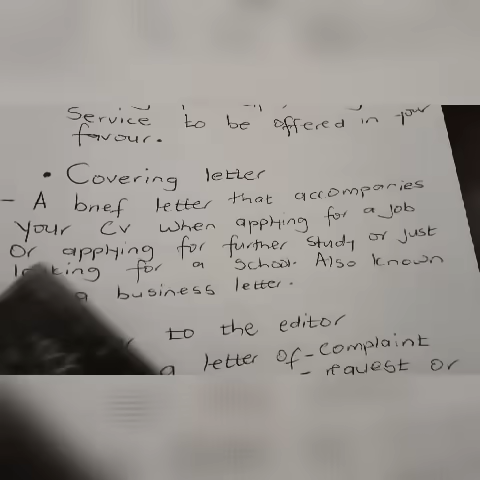 Service to be offered in your
favour.
• Covering letter
- A brief letter that accompanies
your CV when applying for a job
or applying for further study or just
looking for a school. Also known
a business letter.
to the editor
a letter of - complaint
- request or